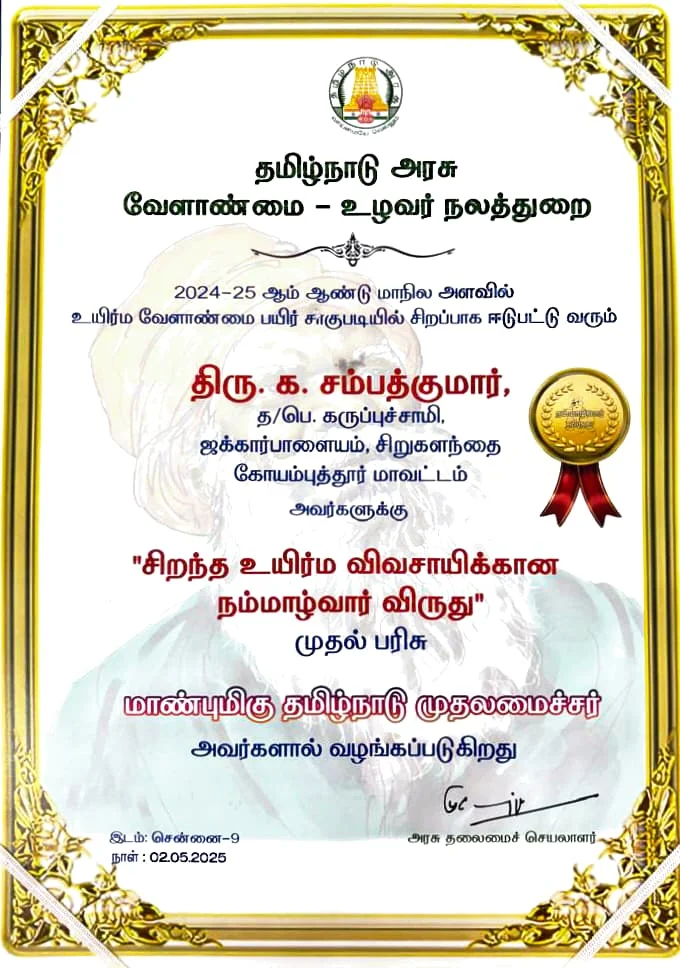 தமிழ்நாடு அரசு
வாய்மையே வெல்லும்
தமிழ்நாடு அரசு
வேளாண்மை – உழவர் நலத்துறை
2024-25 ஆம் ஆண்டு மாநில அளவில்
உயிர்ம வேளாண்மை பயிர் சாகுபடியில் சிறப்பாக ஈடுபட்டு வரும்
திரு. க. சம்பத்குமார்,
த/பெ. கருப்புச்சாமி,
ஜக்கார்பாளையம், சிறுகளந்தை
கோயம்புத்தூர் மாவட்டம்
அவர்களுக்கு
"சிறந்த உயிர்ம விவசாயிக்கான
நம்மாழ்வார் விருது"
முதல் பரிசு
மாண்புமிகு தமிழ்நாடு முதலமைச்சர்
அவர்களால் வழங்கப்படுகிறது
இடம்: சென்னை-9
நாள் : 02.05.2025
அரசு தலைமைச் செயலாளர்